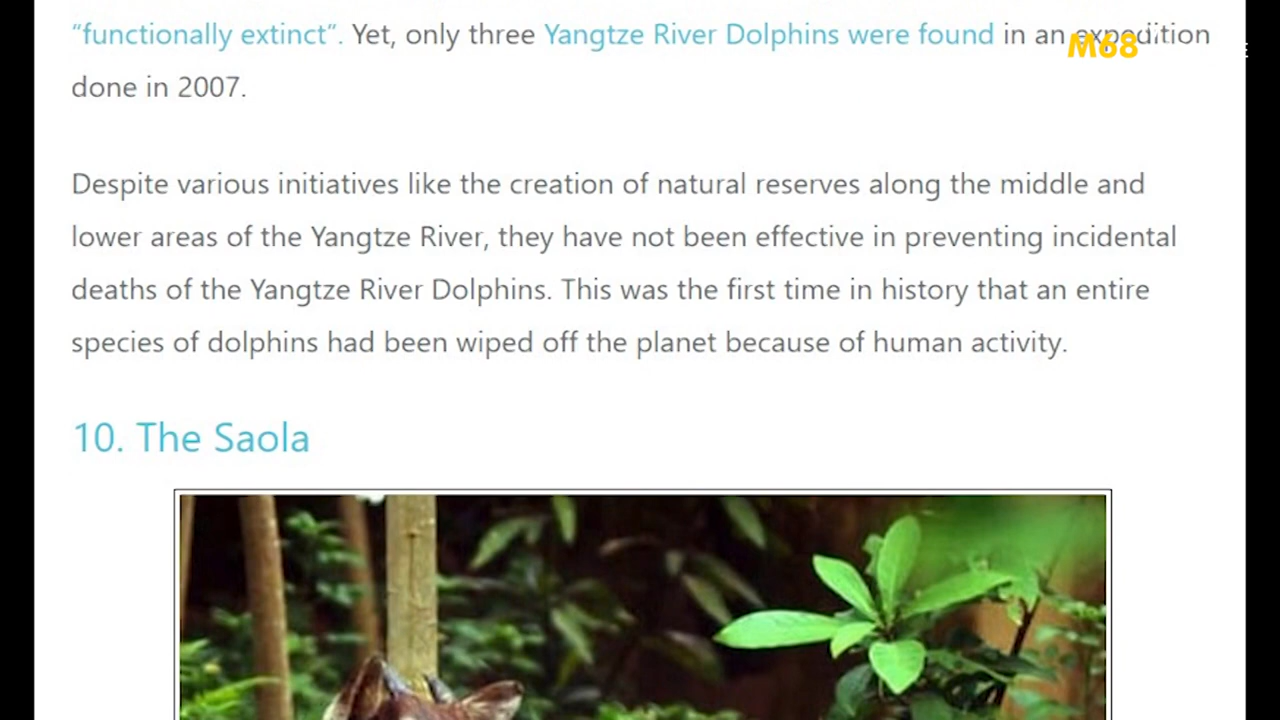 “functionally extinct”. Yet, only three Yangtze River Dolphins were found in an expedition
M68
done in 2007.
Despite various initiatives like the creation of natural reserves along the middle and
lower areas of the Yangtze River, they have not been effective in preventing incidental
deaths of the Yangtze River Dolphins. This was the first time in history that an entire
species of dolphins had been wiped off the planet because of human activity.
10. The Saola